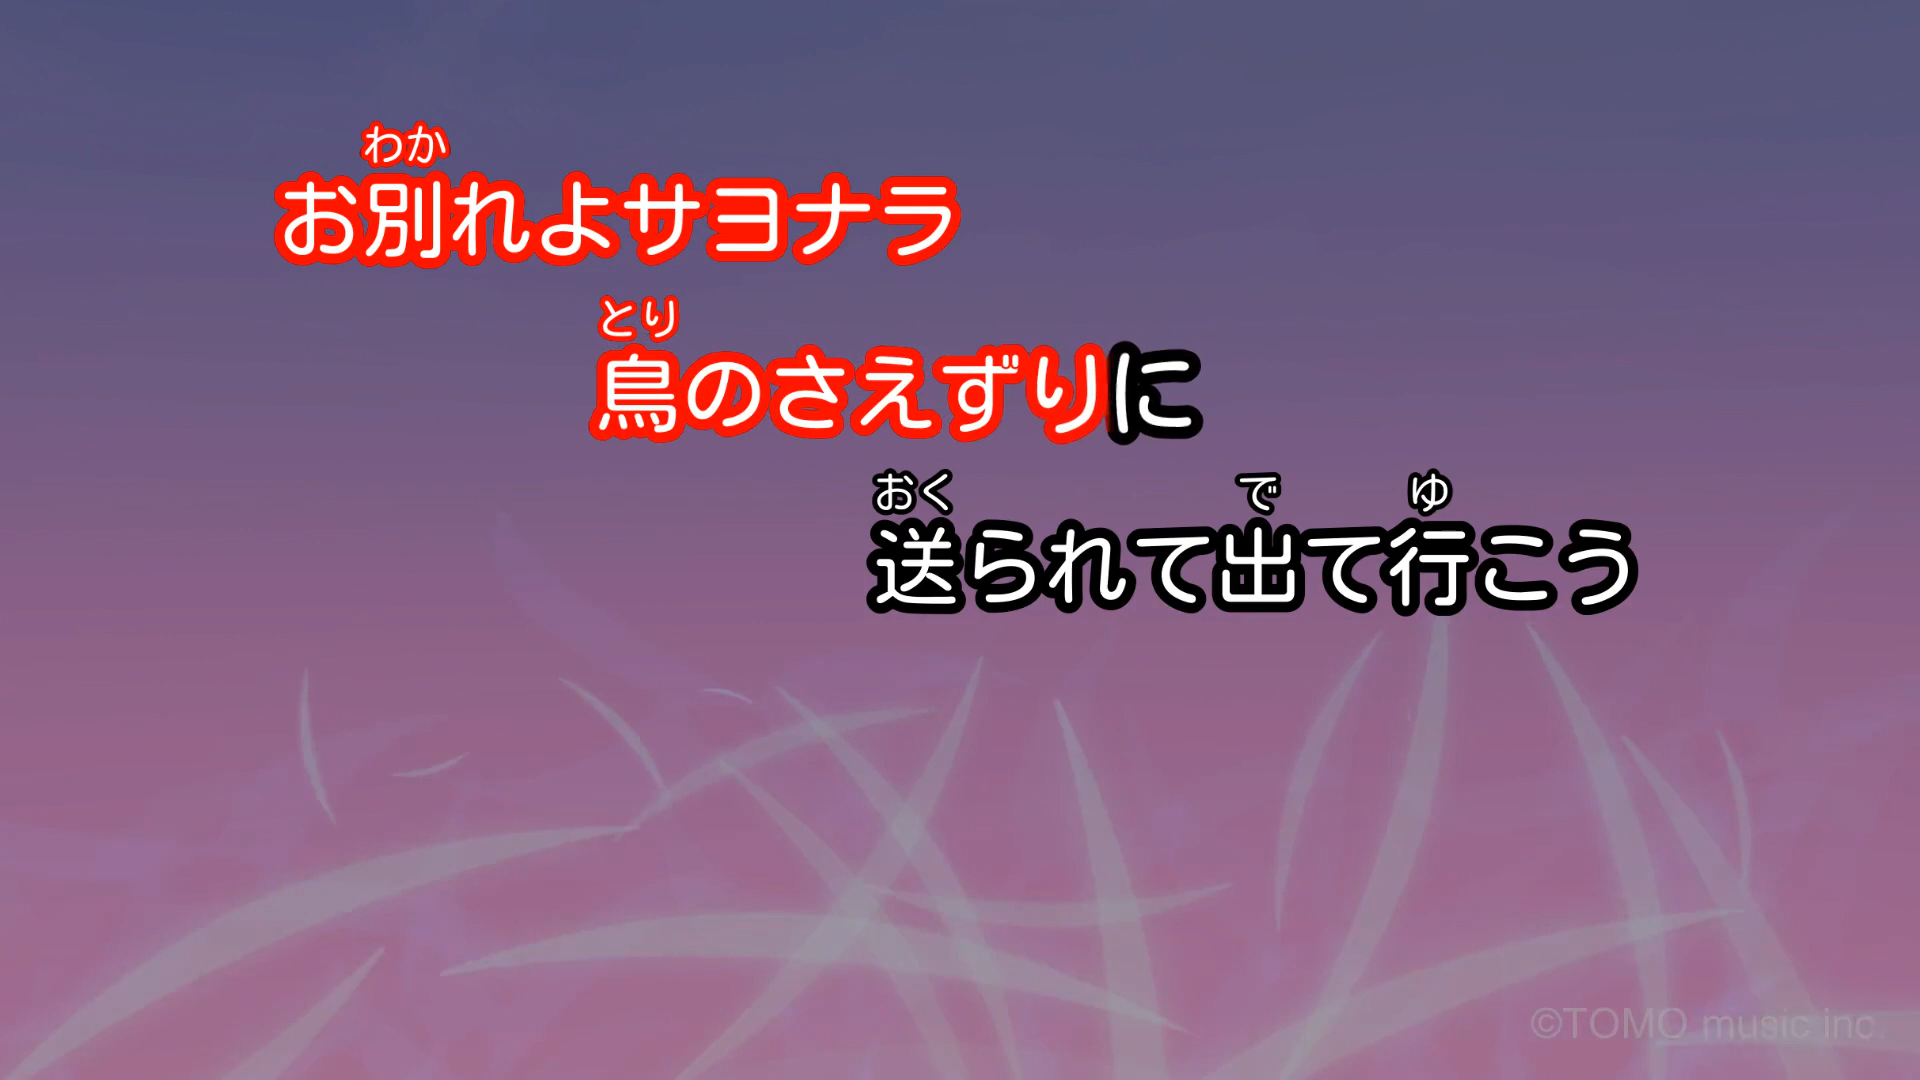 わか
お別れよサヨナラ
とり
鳥のさえずりに
おく で ゆ
送られて出て行こう
©TOMO music inc.